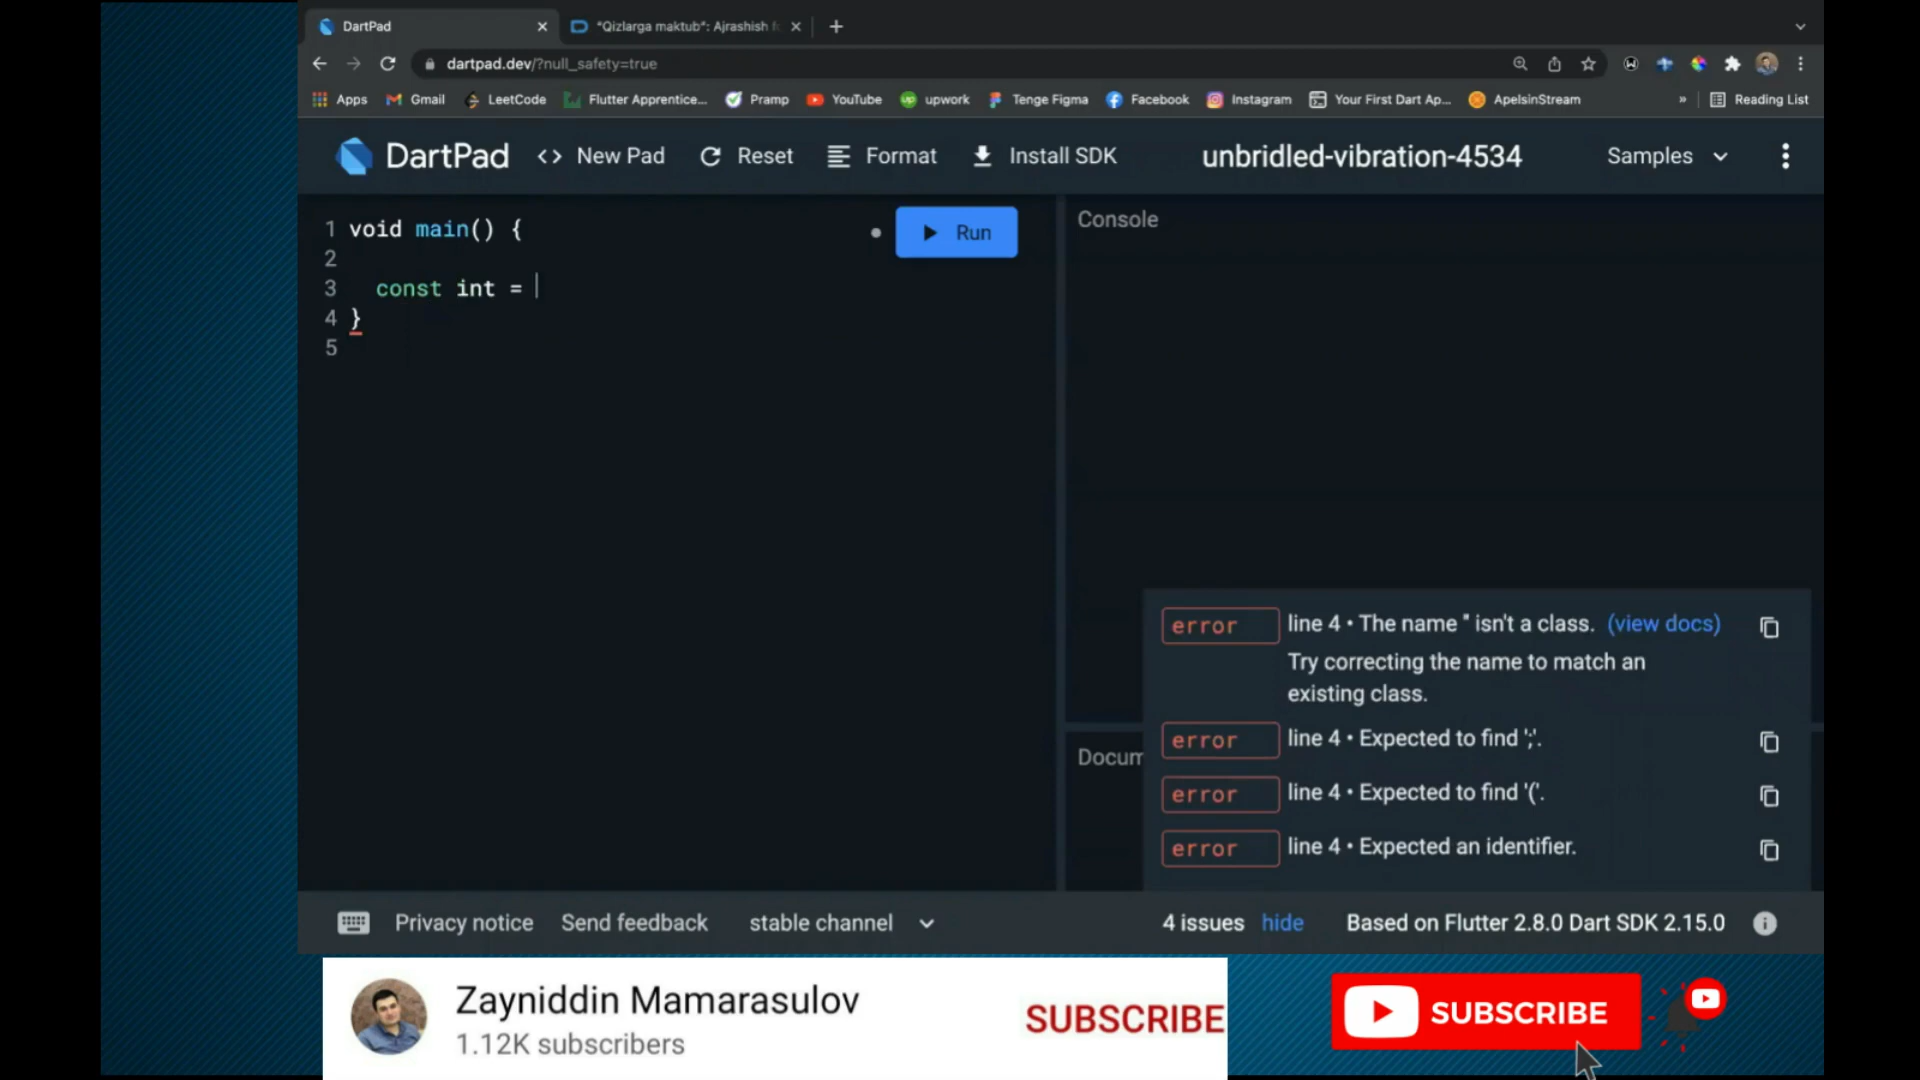 DartPad
"Qizlarga maktub": Ajrashish f
dartpad.dev/?null_safety=true
Apps
Gmail
LeetCode
Flutter Apprentice...
Pramp
YouTube
upwork
Tenge Figma
Facebook
Instagram
Your First Dart Ap...
ApelsinStream
»
Reading List
DartPad
<> New Pad
Reset
Format
Install SDK
unbridled-vibration-4534
Samples
1 void main() {
2
3 const int =
4 }
5
Run
Console
error line 4 • The name '' isn't a class. (view docs)
Try correcting the name to match an
existing class.
error line 4 • Expected to find ';'.
error line 4 • Expected to find '('.
error line 4 • Expected an identifier.
Docum
Privacy notice
Send feedback
stable channel
4 issues hide
Based on Flutter 2.8.0 Dart SDK 2.15.0
Zayniddin Mamarasulov
1.12K subscribers
SUBSCRIBE
SUBSCRIBE